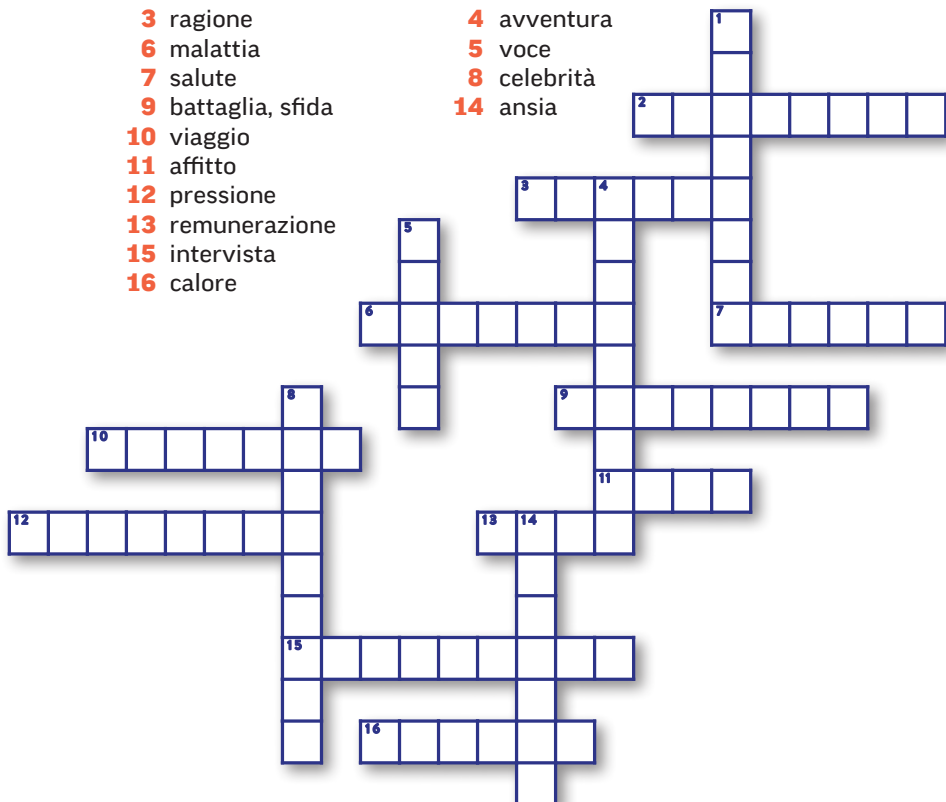 3 ragione
6 malattia
7 salute
9 battaglia, sfida
10 viaggio
11 affitto
12 pressione
13 remunerazione
15 intervista
16 calore
4 avventura
5 voce
8 celebrità
14 ansia
1
2
3
4
5
6
7
8
9
10
11
12
13
14
15
16